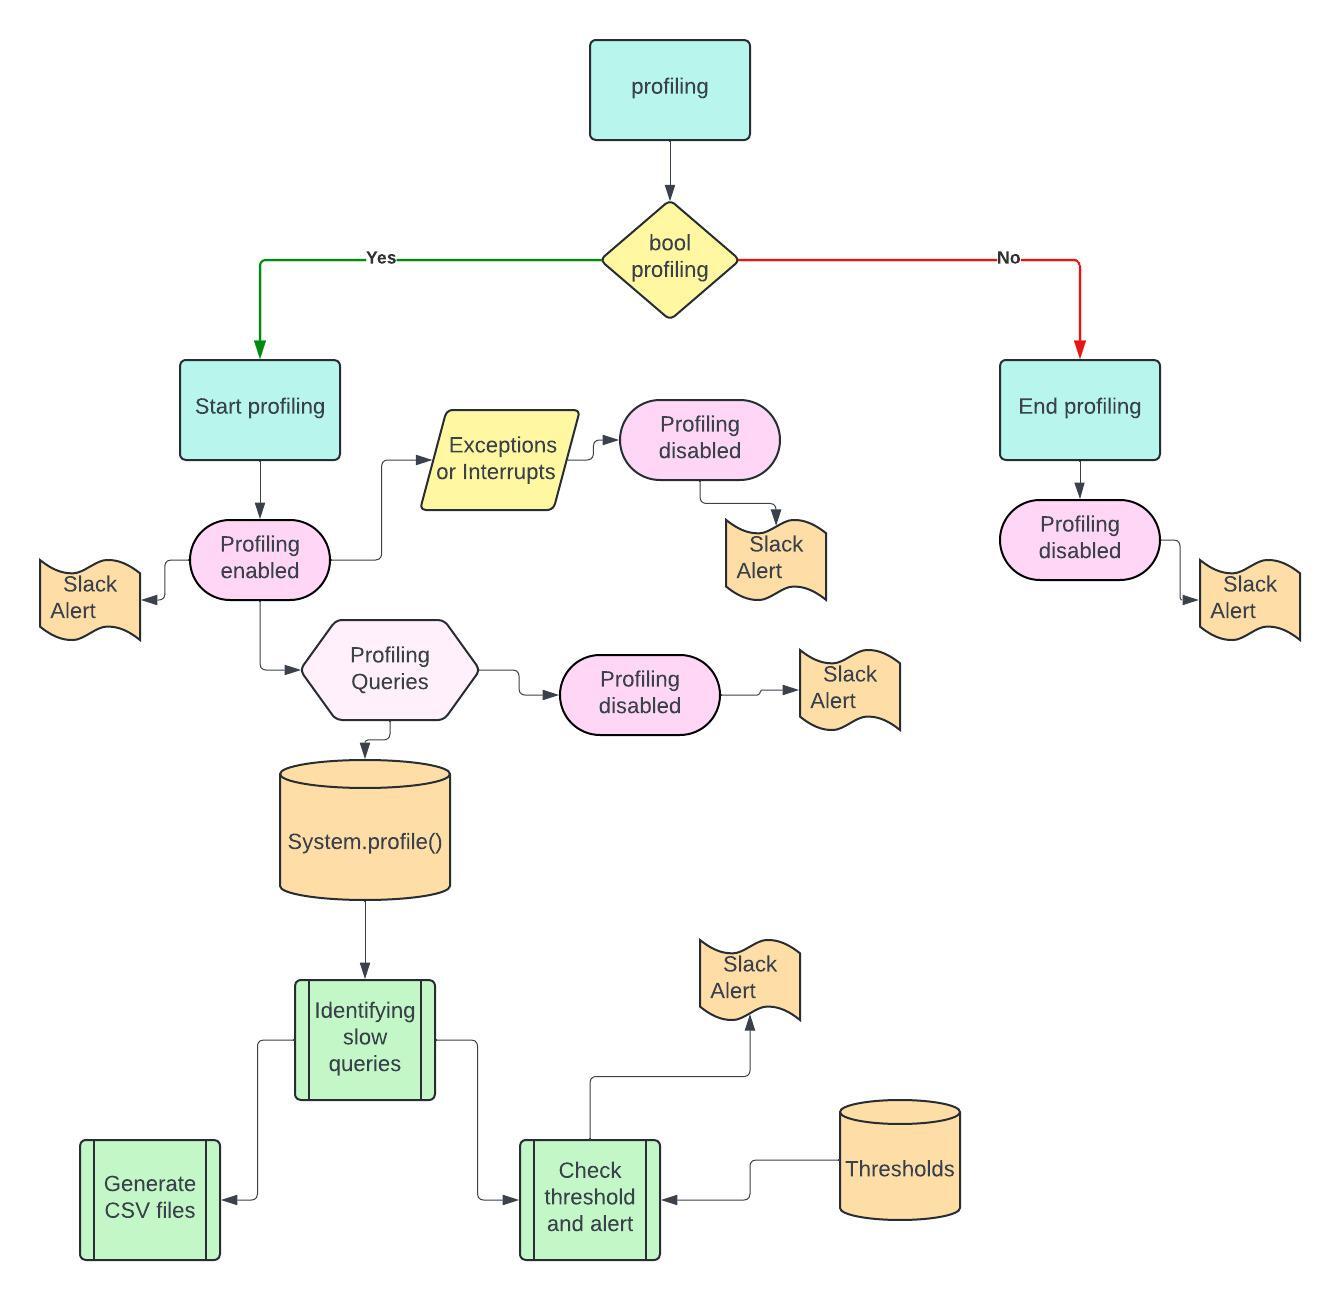 profiling
bool
profiling
Yes
No
Start profiling
End profiling
Exceptions
or Interrupts
Profiling
disabled
Profiling
enabled
Slack
Alert
Slack
Alert
Profiling
disabled
Slack
Alert
Profiling
Queries
Profiling
disabled
Slack
Alert
System.profile()
Identifying
slow
queries
Slack
Alert
Generate
CSV files
Check
threshold
and alert
Thresholds